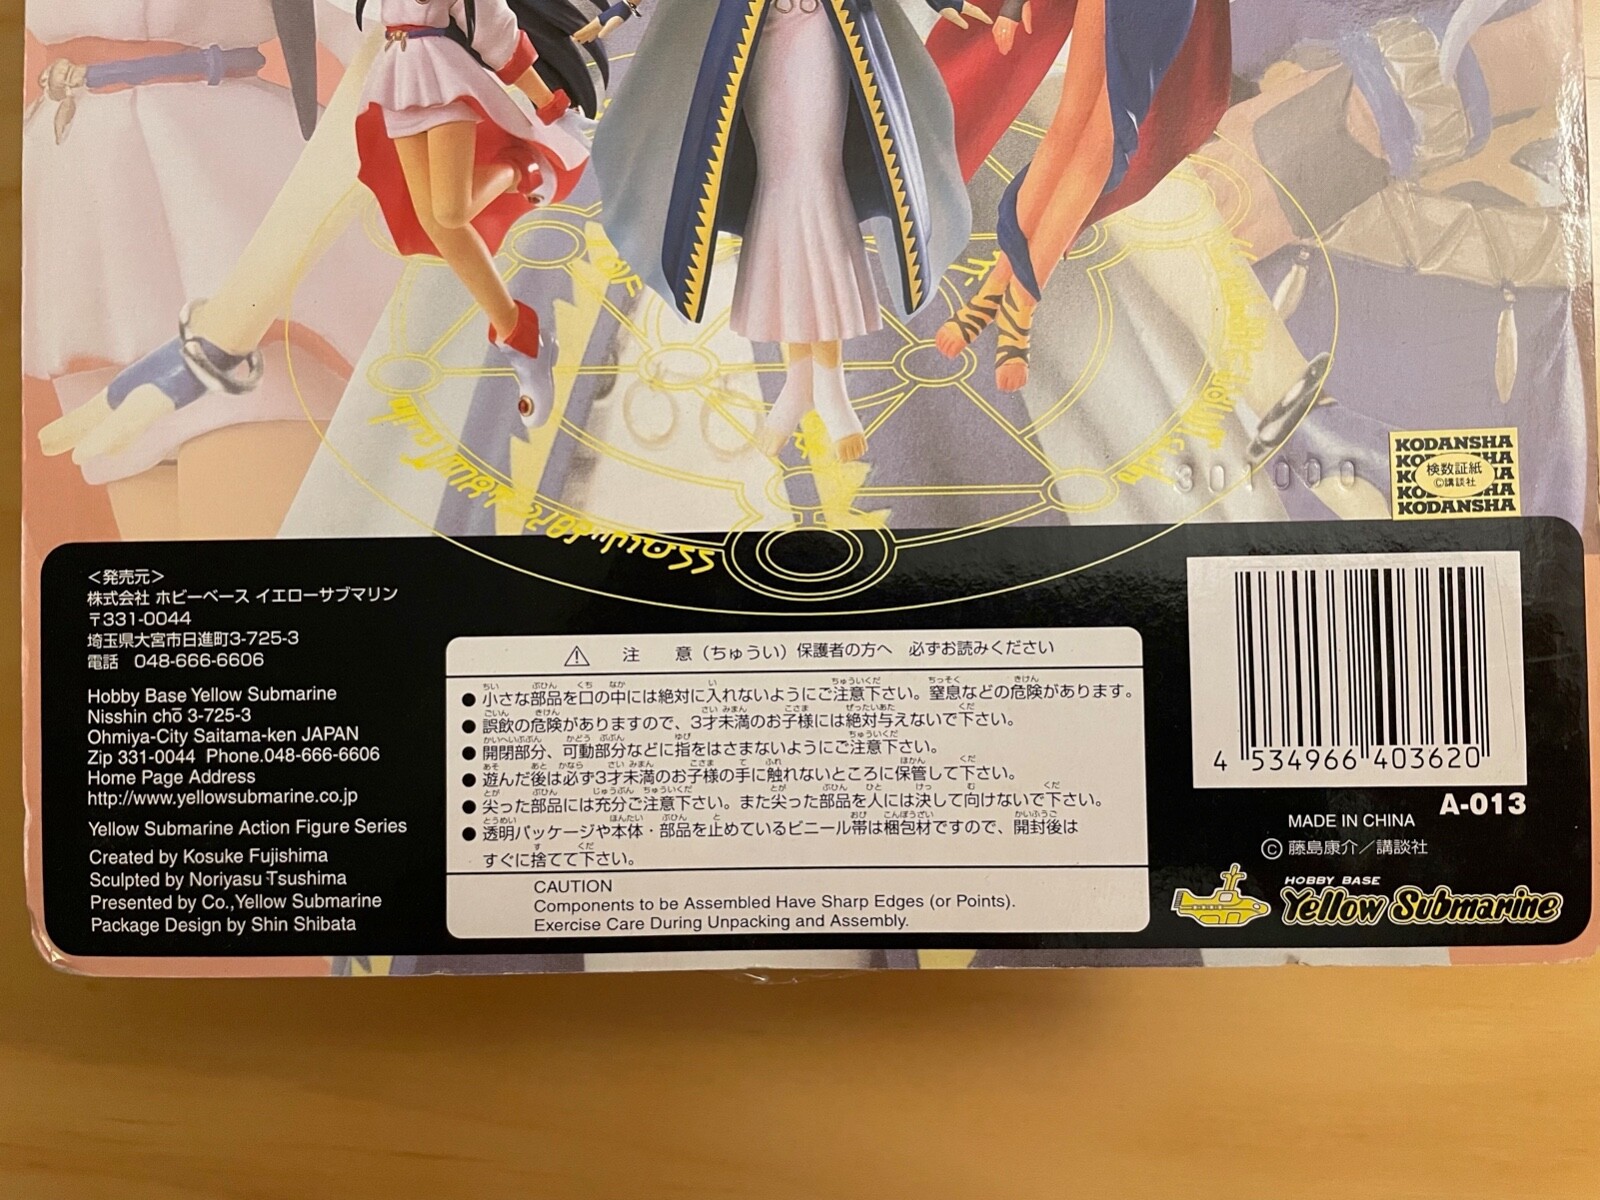 301000
KODANSHA
検数証紙
©講談社
KODANSHA
<発売元>
株式会社 ホビーベース イエローサブマリン
〒331-0044
埼玉県大宮市日進町3-725-3
電話 048-666-6606
Hobby Base Yellow Submarine
Nisshin chō 3-725-3
Ohmiya-City Saitama-ken JAPAN
Zip 331-0044 Phone.048-666-6606
Home Page Address
http://www.yellowsubmarine.co.jp
Yellow Submarine Action Figure Series
Created by Kosuke Fujishima
Sculpted by Noriyasu Tsushima
Presented by Co.,Yellow Submarine
Package Design by Shin Shibata
⚠ 注 意(ちゅうい)保護者の方へ 必ずお読みください
● 小さな部品を口の中には絶対に入れないようにご注意下さい。窒息などの危険があります。
● 誤飲の危険がありますので、3才未満のお子様には絶対与えないで下さい。
● 開閉部分、可動部分などに指をはさまないようにご注意下さい。
● 遊んだ後は必ず3才未満のお子様の手に触れないところに保管して下さい。
● 尖った部品には充分ご注意下さい。また尖った部品を人には決して向けないで下さい。
● 透明パッケージや本体・部品を止めているビニール帯は梱包材ですので、開封後は
すぐに捨てて下さい。
CAUTION
Components to be Assembled Have Sharp Edges (or Points).
Exercise Care During Unpacking and Assembly.
4 534966 403620
A-013
MADE IN CHINA
© 藤島康介/講談社
HOBBY BASE
Yellow Submarine